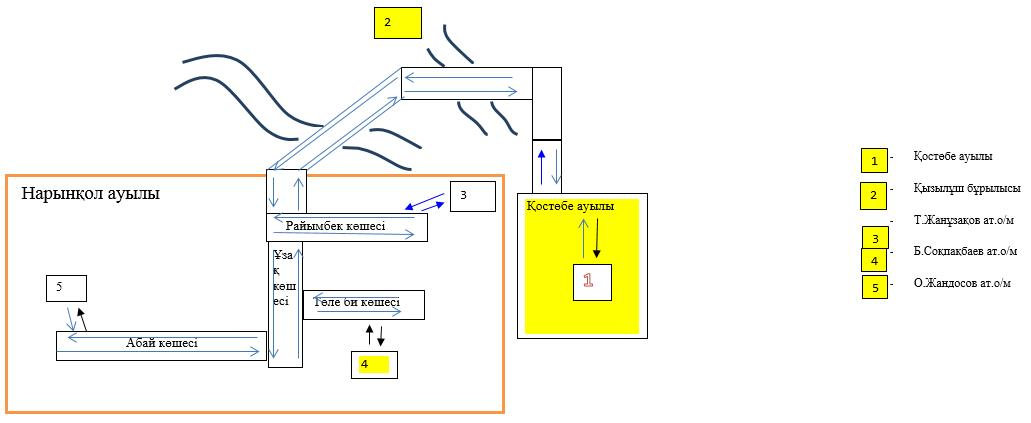 2
Нарынқол ауылы
3
Райымбек көшесі
Ұза
қ
көш
есі
5
Төле би көшесі
Абай көшесі
4
Қостөбе ауылы
1
1 - Қостөбе ауылы
2 - Қызылұш бұрылысы
3 - Т.Жанұзақов ат.о/м
4 - Б.Соқпақбаев ат.о/м
5 - О.Жандосов ат.о/м